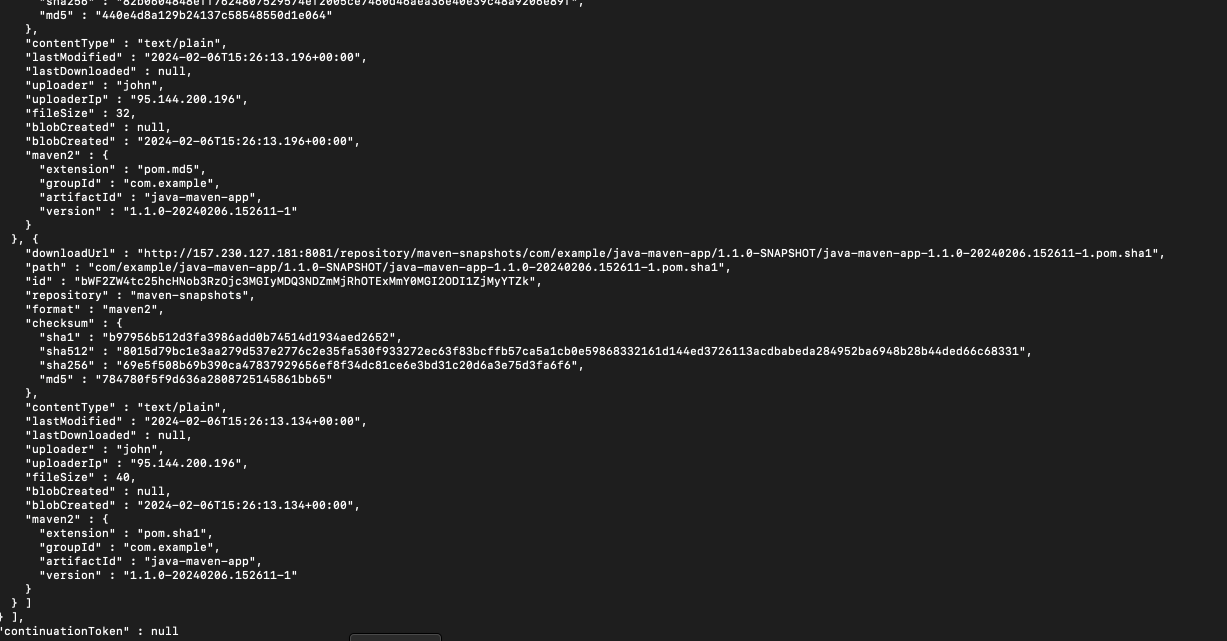 "md5" : "440e4d8a129b24137c58548550d1e064"
},
"contentType" : "text/plain",
"lastModified" : "2024-02-06T15:26:13.196+00:00",
"lastDownloaded" : null,
"uploader" : "john",
"uploaderIp" : "95.144.200.196",
"fileSize" : 32,
"blobCreated" : null,
"blobCreated" : "2024-02-06T15:26:13.196+00:00",
"maven2" : {
"extension" : "pom.md5",
"groupId" : "com.example",
"artifactId" : "java-maven-app",
"version" : "1.1.0-20240206.152611-1"
}
}, {
"downloadUrl" : "http://157.230.127.181:8081/repository/maven-snapshots/com/example/java-maven-app/1.1.0-SNAPSHOT/java-maven-app-1.1.0-20240206.152611-1.pom.sha1",
"path" : "com/example/java-maven-app/1.1.0-SNAPSHOT/java-maven-app-1.1.0-20240206.152611-1.pom.sha1",
"id" : "bWF2ZW4tc25hcHNob3RzOjc3MGIyMDQ3NDZmMjRhOTExMmY0MGI2ODI1ZjMyYTZk",
"repository" : "maven-snapshots",
"format" : "maven2",
"checksum" : {
"sha1" : "b97956b512d3fa3986add0b74514d1934aed2652",
"sha512" : "8015d79bc1e3aa279d537e2776c2e35fa530f933272ec63f83bcffb57ca5a1cb0e59868332161d144ed3726113acdbabeda284952ba6948b28b44ded66c68331",
"sha256" : "69e5f508b69b390ca47837929656ef8f34dc81ce6e3bd31c20d6a3e75d3fa6f6",
"md5" : "784780f5f9d636a2808725145861bb65"
},
"contentType" : "text/plain",
"lastModified" : "2024-02-06T15:26:13.134+00:00",
"lastDownloaded" : null,
"uploader" : "john",
"uploaderIp" : "95.144.200.196",
"fileSize" : 40,
"blobCreated" : null,
"blobCreated" : "2024-02-06T15:26:13.134+00:00",
"maven2" : {
"extension" : "pom.sha1",
"groupId" : "com.example",
"artifactId" : "java-maven-app",
"version" : "1.1.0-20240206.152611-1"
}
} ]
} ],
"continuationToken" : null